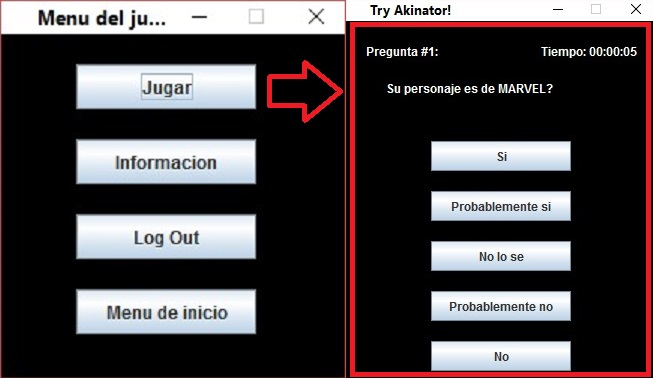 Menu del ju...
Jugar
Informacion
Log Out
Menu de inicio
Try Akinator!
Pregunta #1:
Tiempo: 00:00:05
Su personaje es de MARVEL?
Si
Probablemente si
No lo se
Probablemente no
No